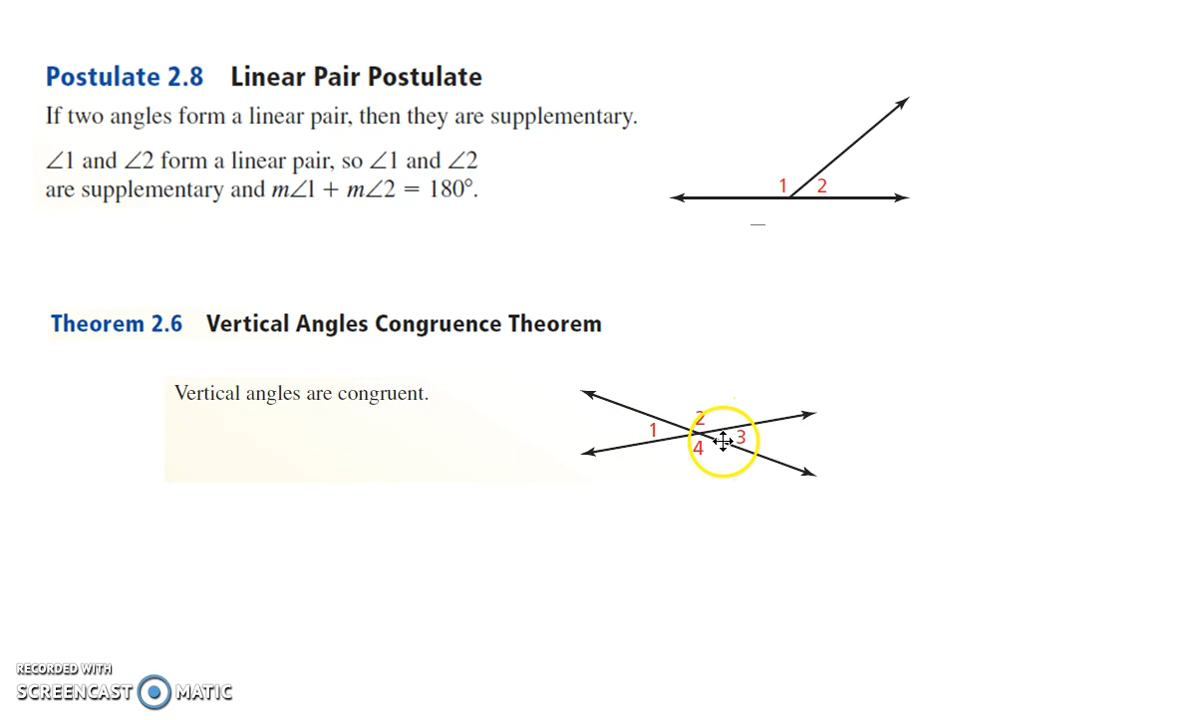 Postulate 2.8 Linear Pair Postulate
If two angles form a linear pair, then they are supplementary.
∠1 and ∠2 form a linear pair, so ∠1 and ∠2
are supplementary and m∠1 + m∠2 = 180°.
1 2
Theorem 2.6 Vertical Angles Congruence Theorem
Vertical angles are congruent.
2
1 3
4
RECORDED WITH
SCREENCAST MATIC